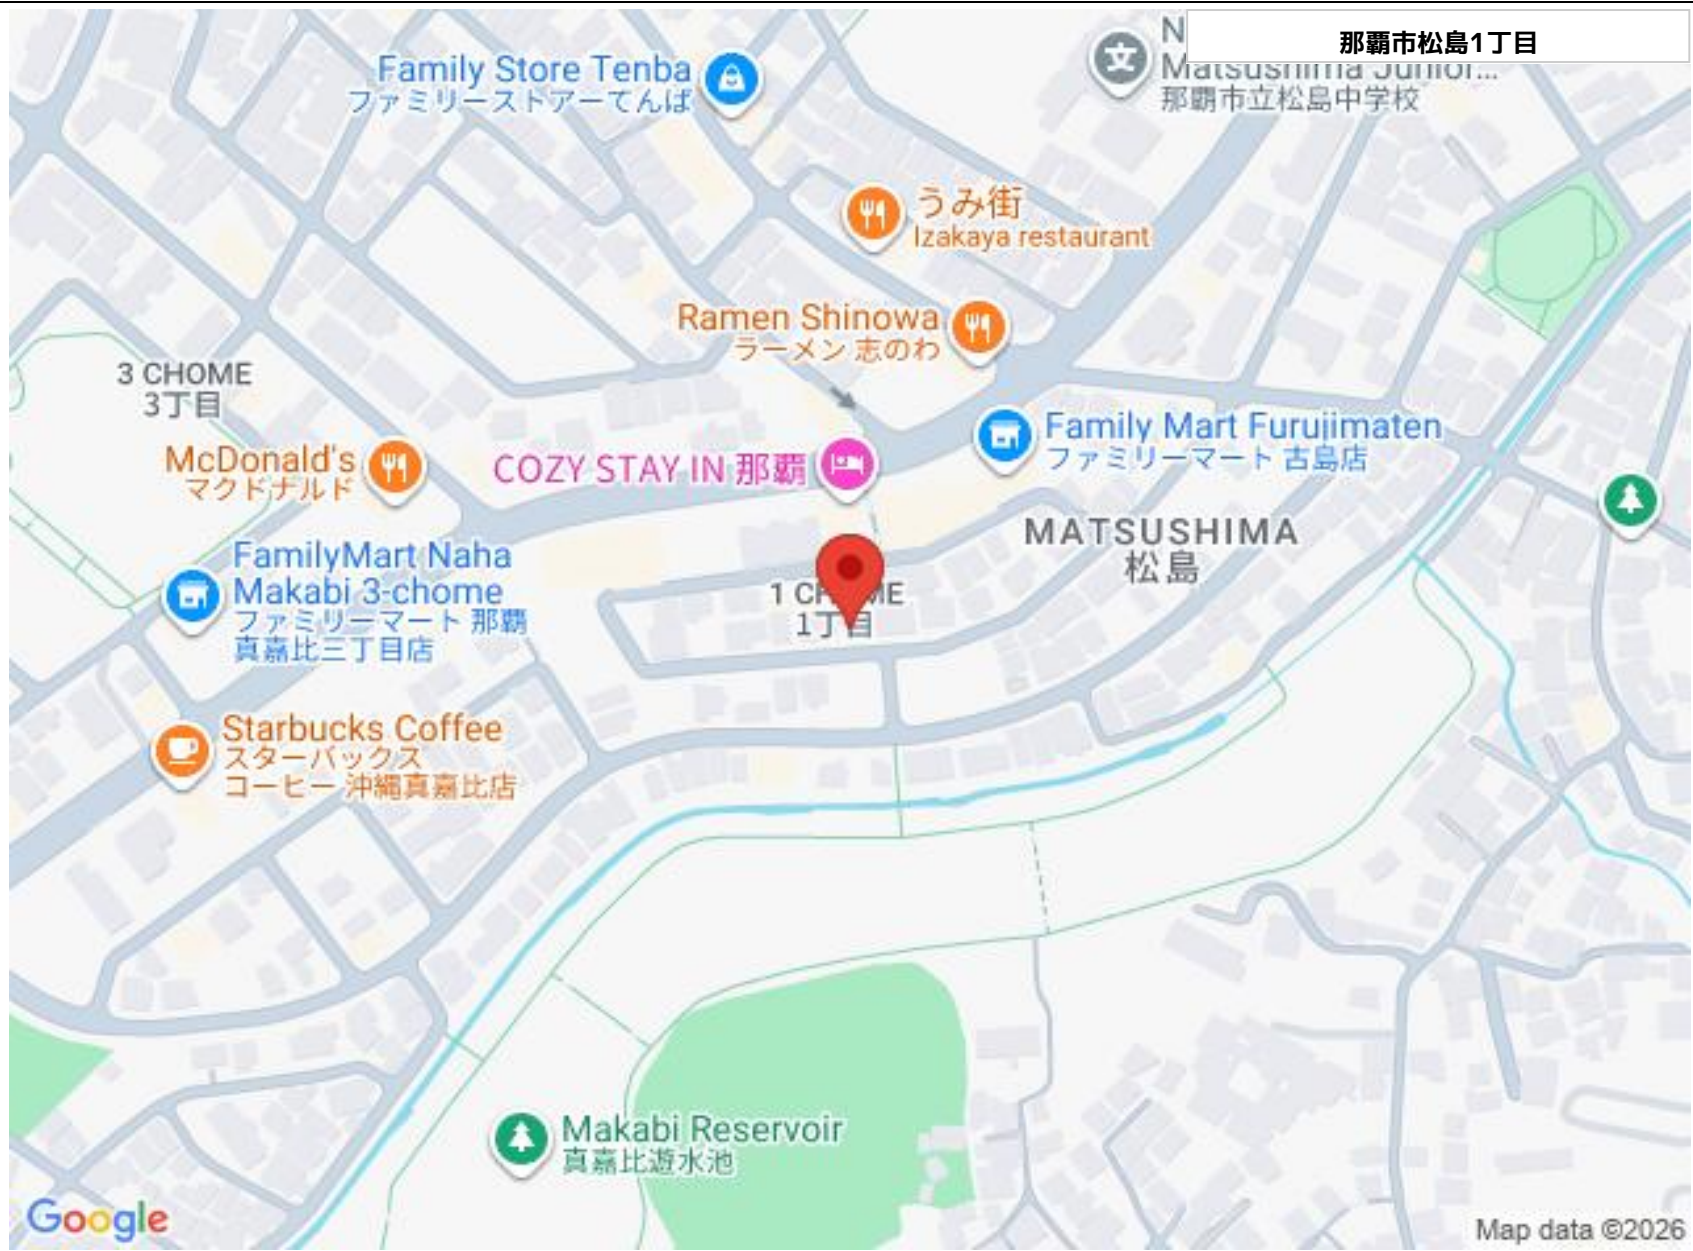 那覇市松島1丁目
N
Matsushima Junior...
那覇市立松島中学校
Family Store Tenba
ファミリーストアーてんば
うみ街
Izakaya restaurant
Ramen Shinowa
ラーメン 志のわ
3 CHOME
3丁目
McDonald's
マクドナルド
COZY STAY IN 那覇
Family Mart Furujimaten
ファミリーマート 古島店
MATSUSHIMA
松島
FamilyMart Naha
Makabi 3-chome
ファミリーマート 那覇
真嘉比三丁目店
1丁目
Starbucks Coffee
スターバックス
コーヒー 沖縄真嘉比店
Makabi Reservoir
真嘉比遊水池
Google
Map data ©2026